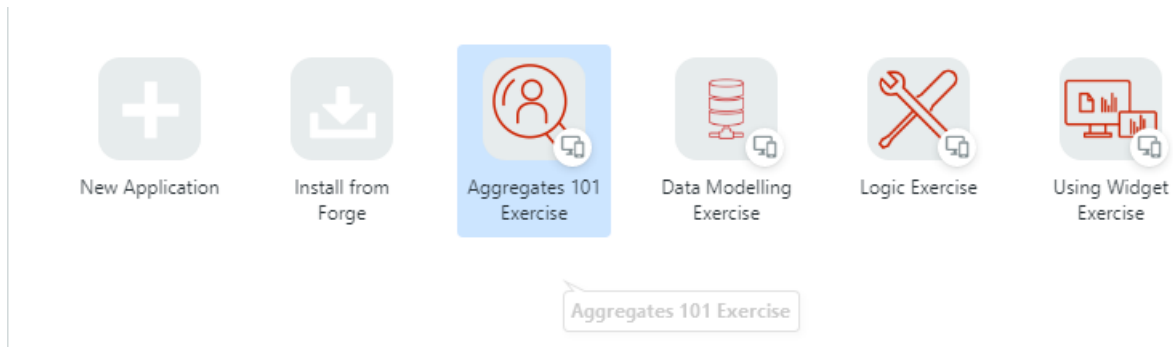 New Application
Install from
Forge
Aggregates 101
Exercise
Data Modelling
Exercise
Logic Exercise
Using Widget
Exercise
Aggregates 101 Exercise